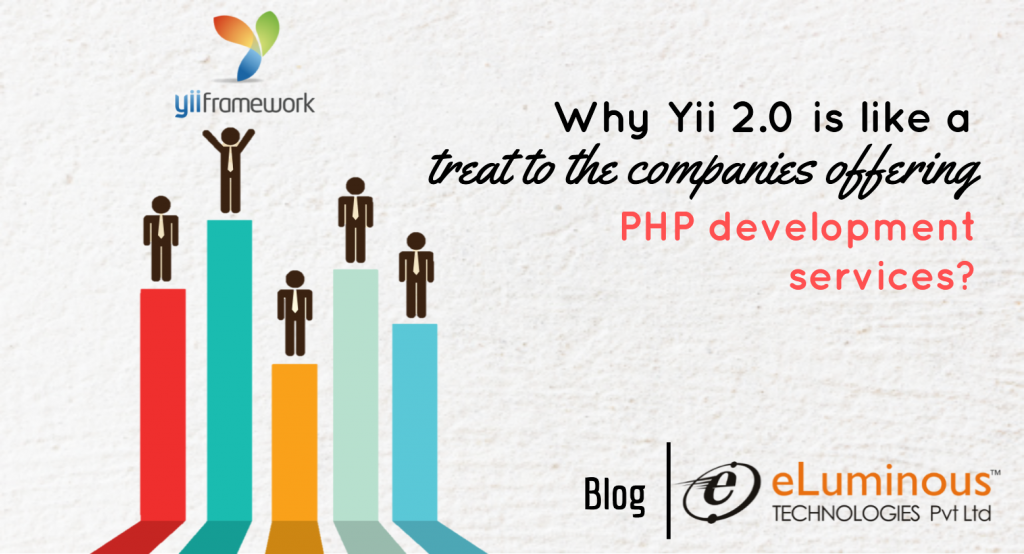 yiiframework
Why Yii 2.0 is like a
treat to the companies offering
PHP development
services?
Blog
e
eLuminous™
TECHNOLOGIES Pvt Ltd